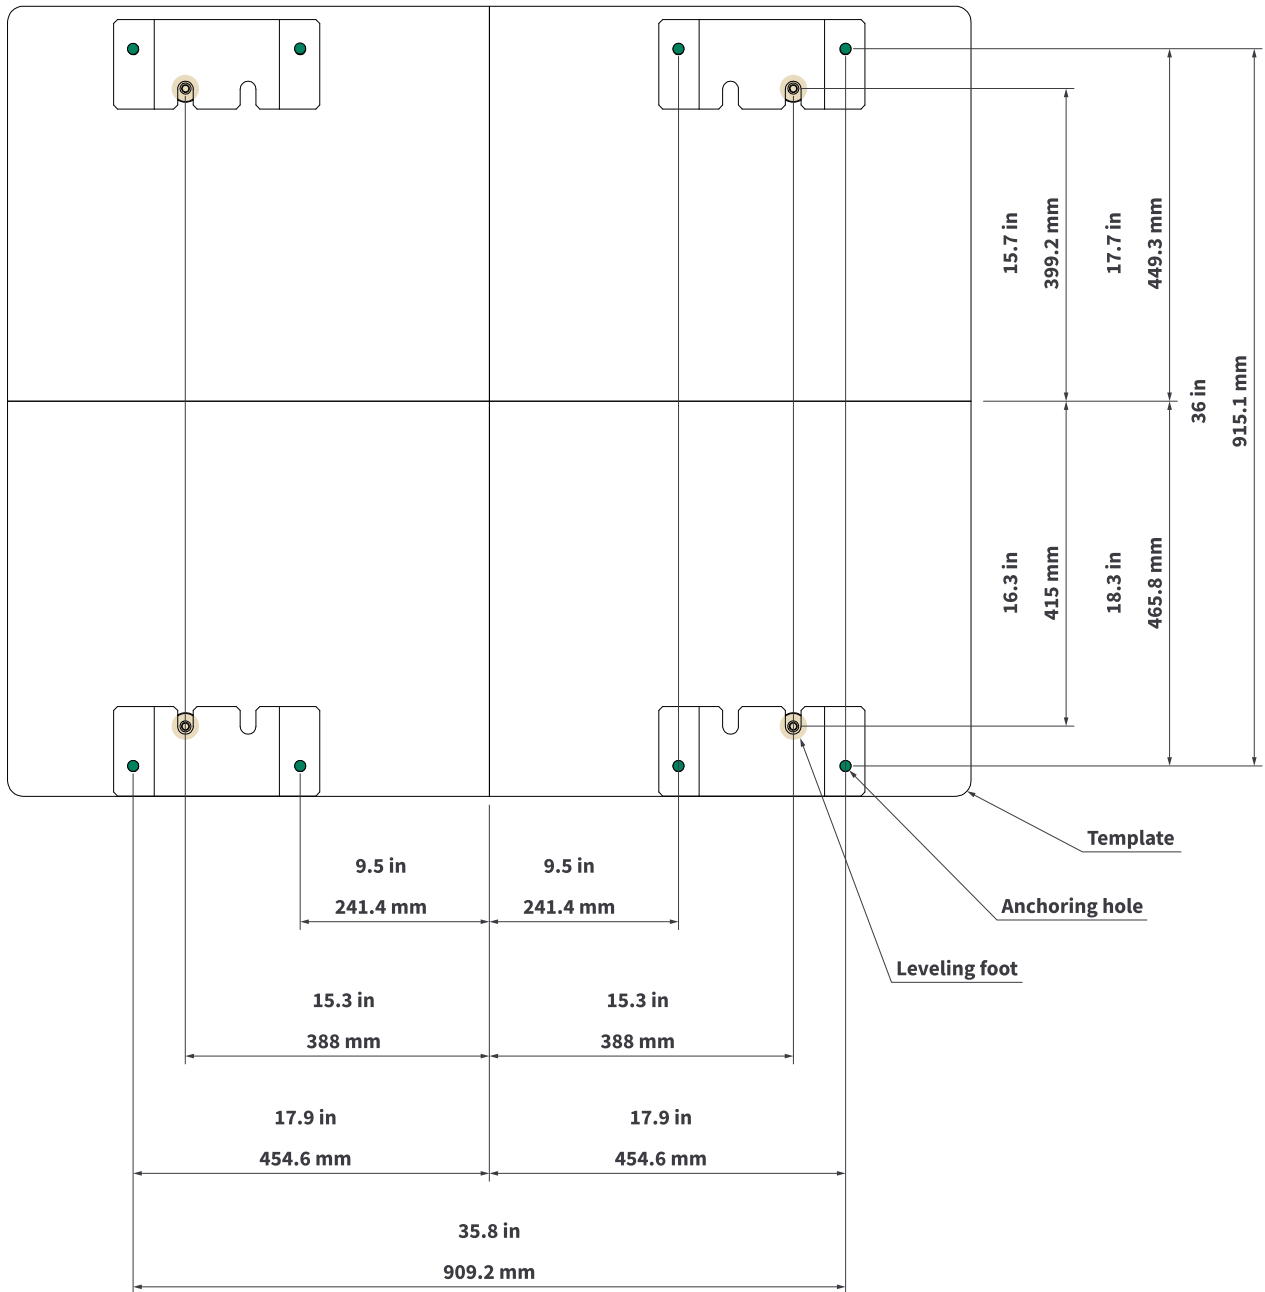 15.7 in
399.2 mm
17.7 in
449.3 mm
36 in
915.1 mm
16.3 in
415 mm
18.3 in
465.8 mm
Template
9.5 in
241.4 mm
9.5 in
241.4 mm
Anchoring hole
Leveling foot
15.3 in
388 mm
15.3 in
388 mm
17.9 in
454.6 mm
17.9 in
454.6 mm
35.8 in
909.2 mm